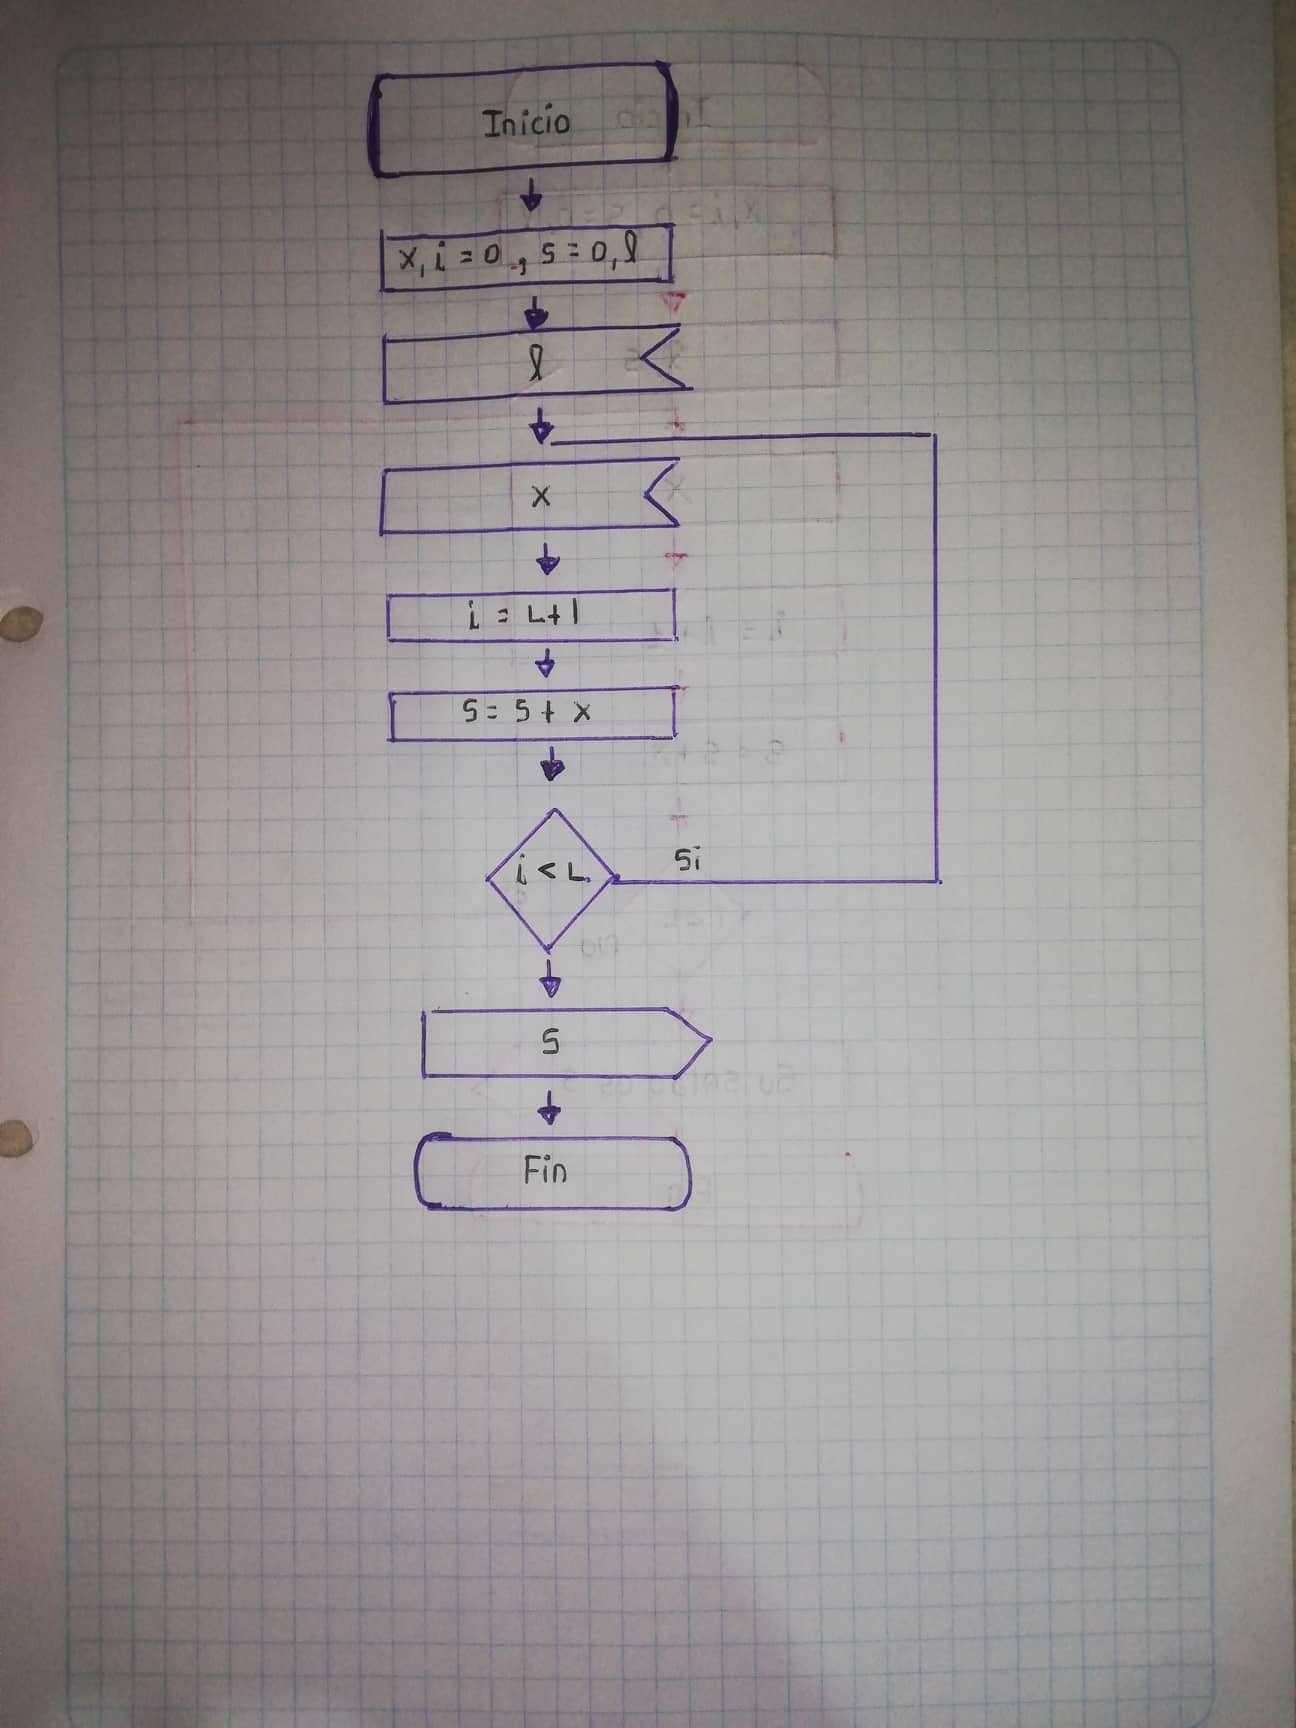 Inicio
x, i = 0, s = 0, l
l
x
i = L+1
S = S + x
i < L
Si
S
Fin